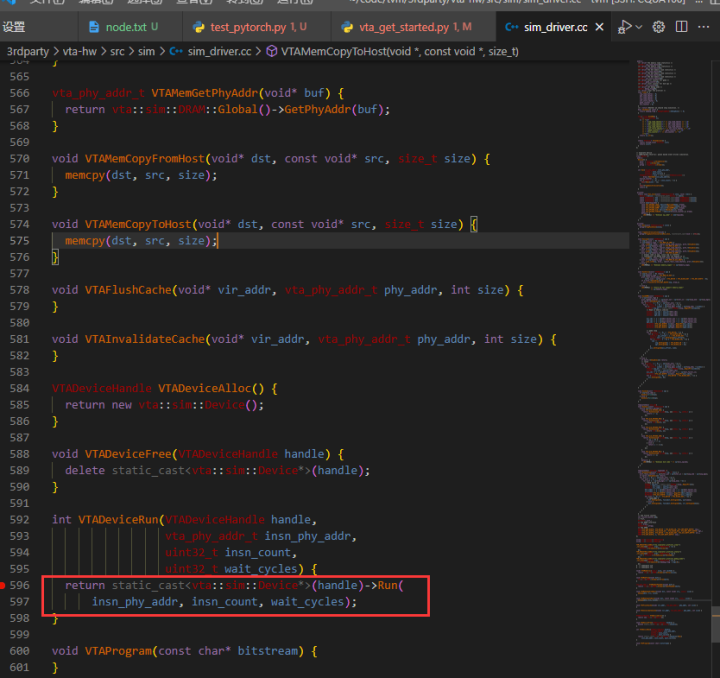 设置
node.txt U
test_pytorch.py 1, U
vta_get_started.py 1, M
sim_driver.cc
3rdparty > vta-hw > src > sim > sim_driver.cc > VTAMemCopyToHost(void *, const void *, size_t)
564 }
565
566 vta_phy_addr_t VTAMemGetPhyAddr(void* buf) {
567 return vta::sim::DRAM::Global()->GetPhyAddr(buf);
568 }
569
570 void VTAMemCopyFromHost(void* dst, const void* src, size_t size) {
571 memcpy(dst, src, size);
572 }
573
574 void VTAMemCopyToHost(void* dst, const void* src, size_t size) {
575 memcpy(dst, src, size);
576 }
577
578 void VTAFlushCache(void* vir_addr, vta_phy_addr_t phy_addr, int size) {
579 }
580
581 void VTAInvalidateCache(void* vir_addr, vta_phy_addr_t phy_addr, int size) {
582 }
583
584 VTADeviceHandle VTADeviceAlloc() {
585 return new vta::sim::Device();
586 }
587
588 void VTADeviceFree(VTADeviceHandle handle) {
589 delete static_cast<vta::sim::Device*>(handle);
590 }
591
592 int VTADeviceRun(VTADeviceHandle handle,
593 vta_phy_addr_t insn_phy_addr,
594 uint32_t insn_count,
595 uint32_t wait_cycles) {
596 return static_cast<vta::sim::Device*>(handle)->Run(
597 insn_phy_addr, insn_count, wait_cycles);
598 }
599
600 void VTAProgram(const char* bitstream) {
601 }